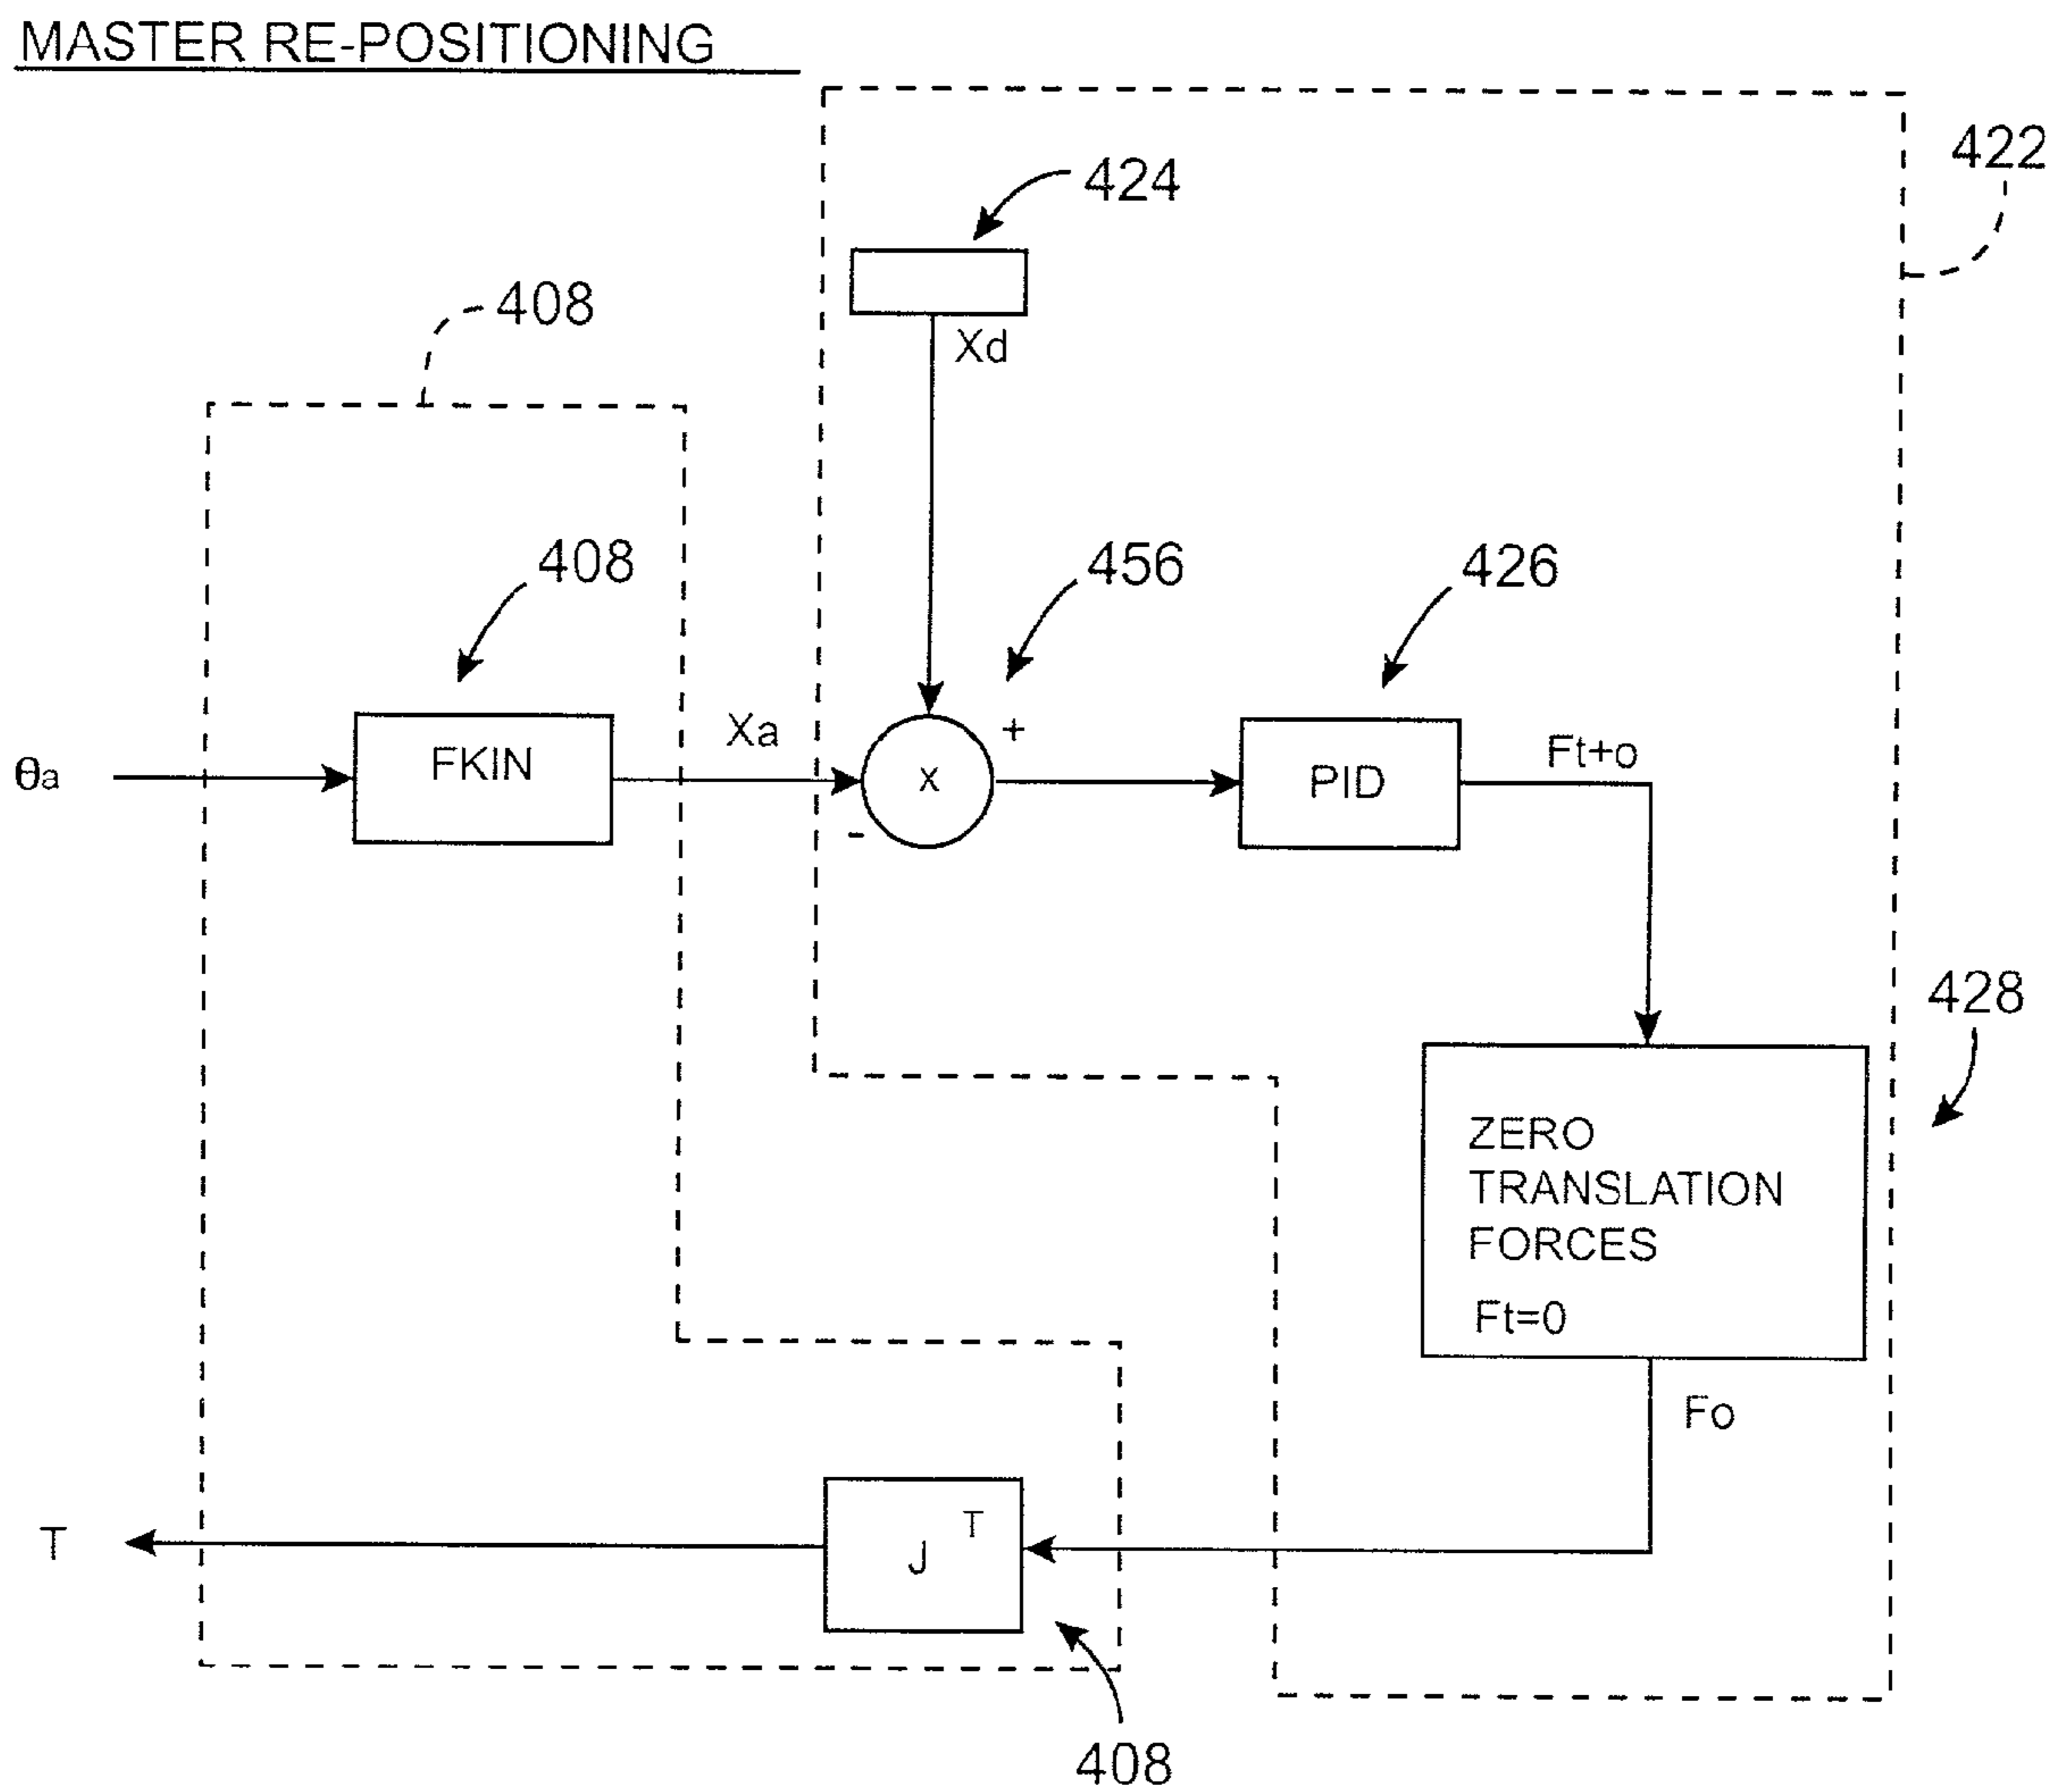 MASTER RE-POSITIONING
422
424
408
Xd
408
456
426
θa
FKIN
Xa
+
X
-
PID
Ft+o
428
ZERO
TRANSLATION
FORCES
Ft=0
Fo
T
J T
408